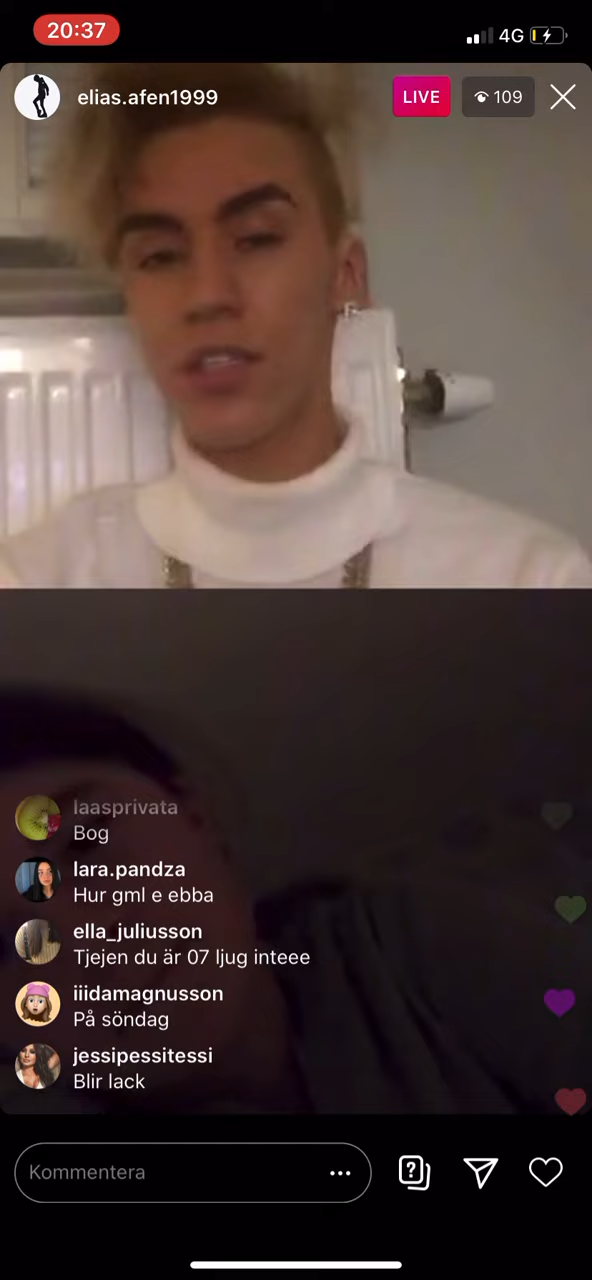 20:37
4G
elias.afen1999
LIVE
109
laasprivata
Bog
lara.pandza
Hur gml e ebba
ella_juliusson
Tjejen du är 07 ljug inteee
iiidamagnusson
På söndag
jessipessitessi
Blir lack
Kommentera